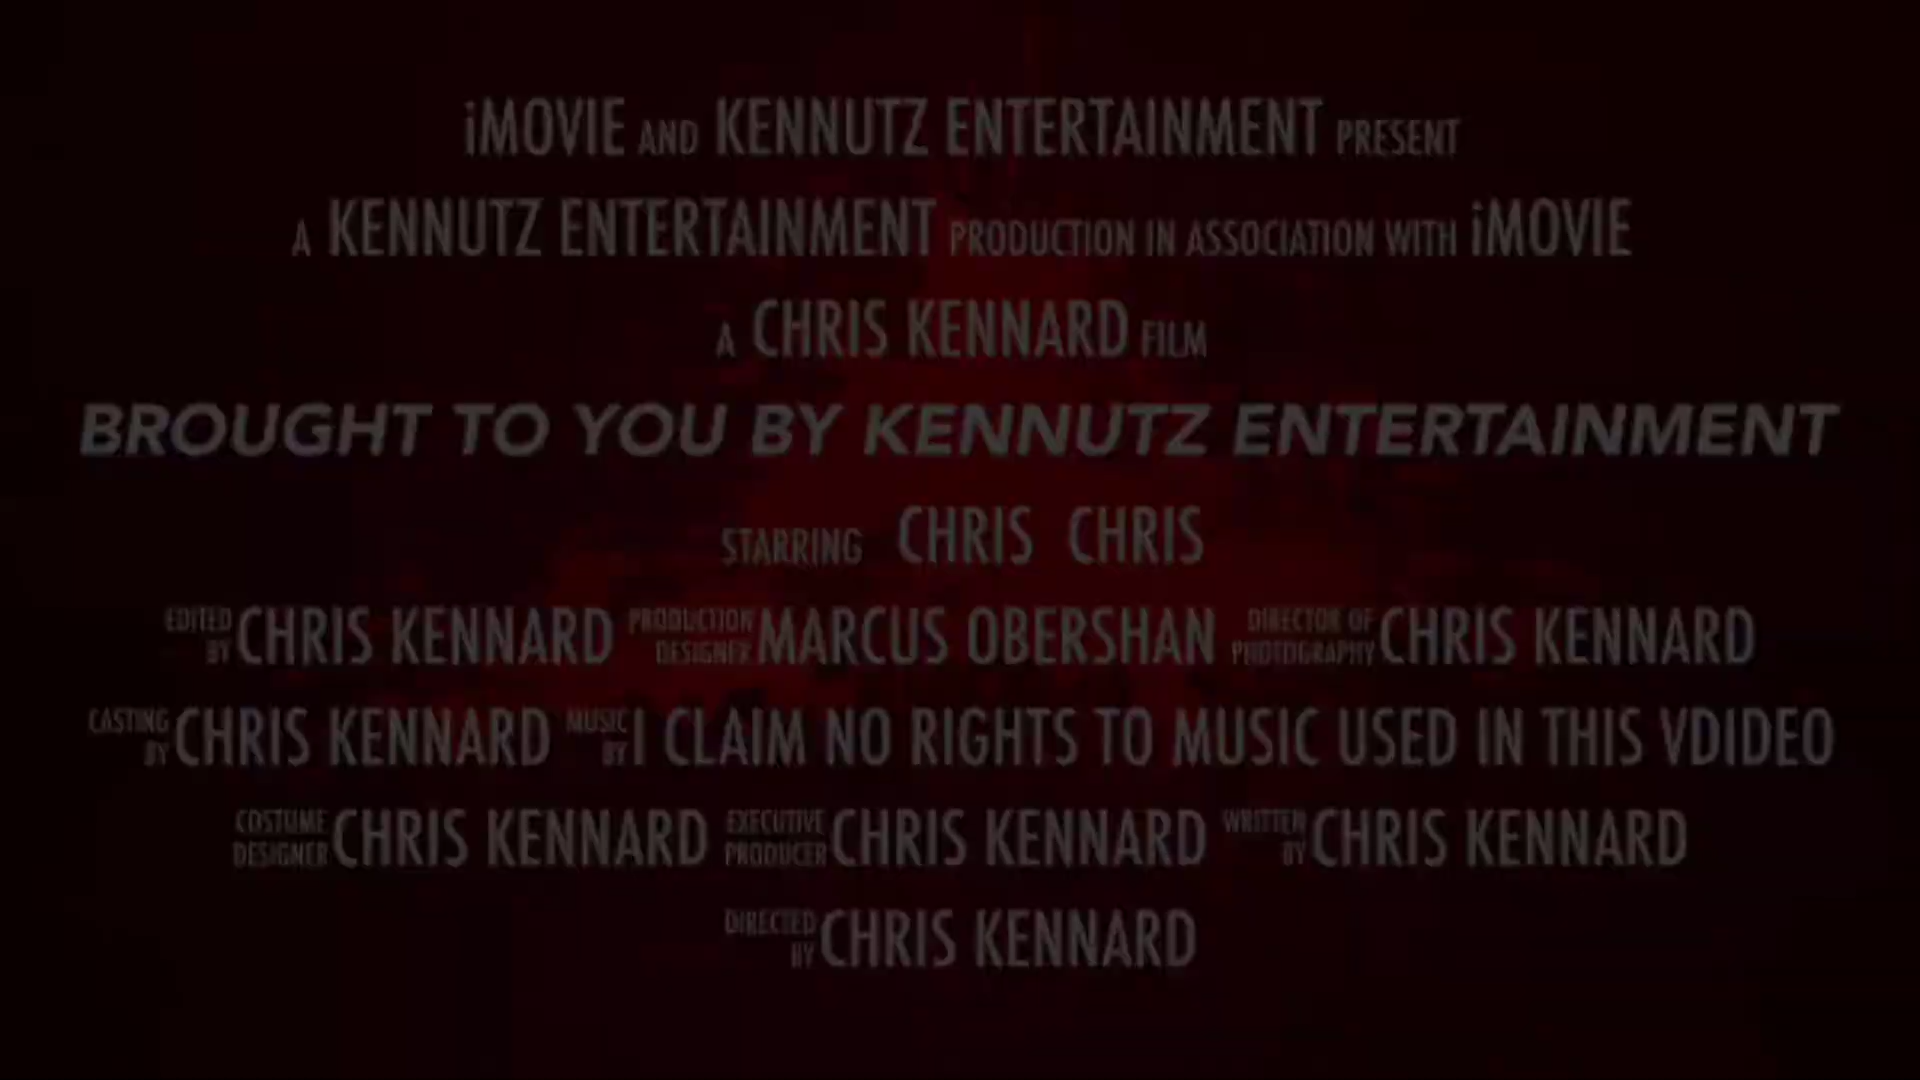 iMOVIE AND KENNUTZ ENTERTAINMENT PRESENT
A KENNUTZ ENTERTAINMENT PRODUCTION IN ASSOCIATION WITH iMOVIE
A CHRIS KENNARD FILM
BROUGHT TO YOU BY KENNUTZ ENTERTAINMENT
STARRING CHRIS CHRIS
EDITED BY CHRIS KENNARD PRODUCTION DESIGNER MARCUS OBERSHAN DIRECTOR OF PHOTOGRAPHY CHRIS KENNARD
CASTING BY CHRIS KENNARD MUSIC BY I CLAIM NO RIGHTS TO MUSIC USED IN THIS VDIDEO
COSTUME DESIGNER CHRIS KENNARD EXECUTIVE PRODUCER CHRIS KENNARD WRITTEN BY CHRIS KENNARD
DIRECTED BY CHRIS KENNARD